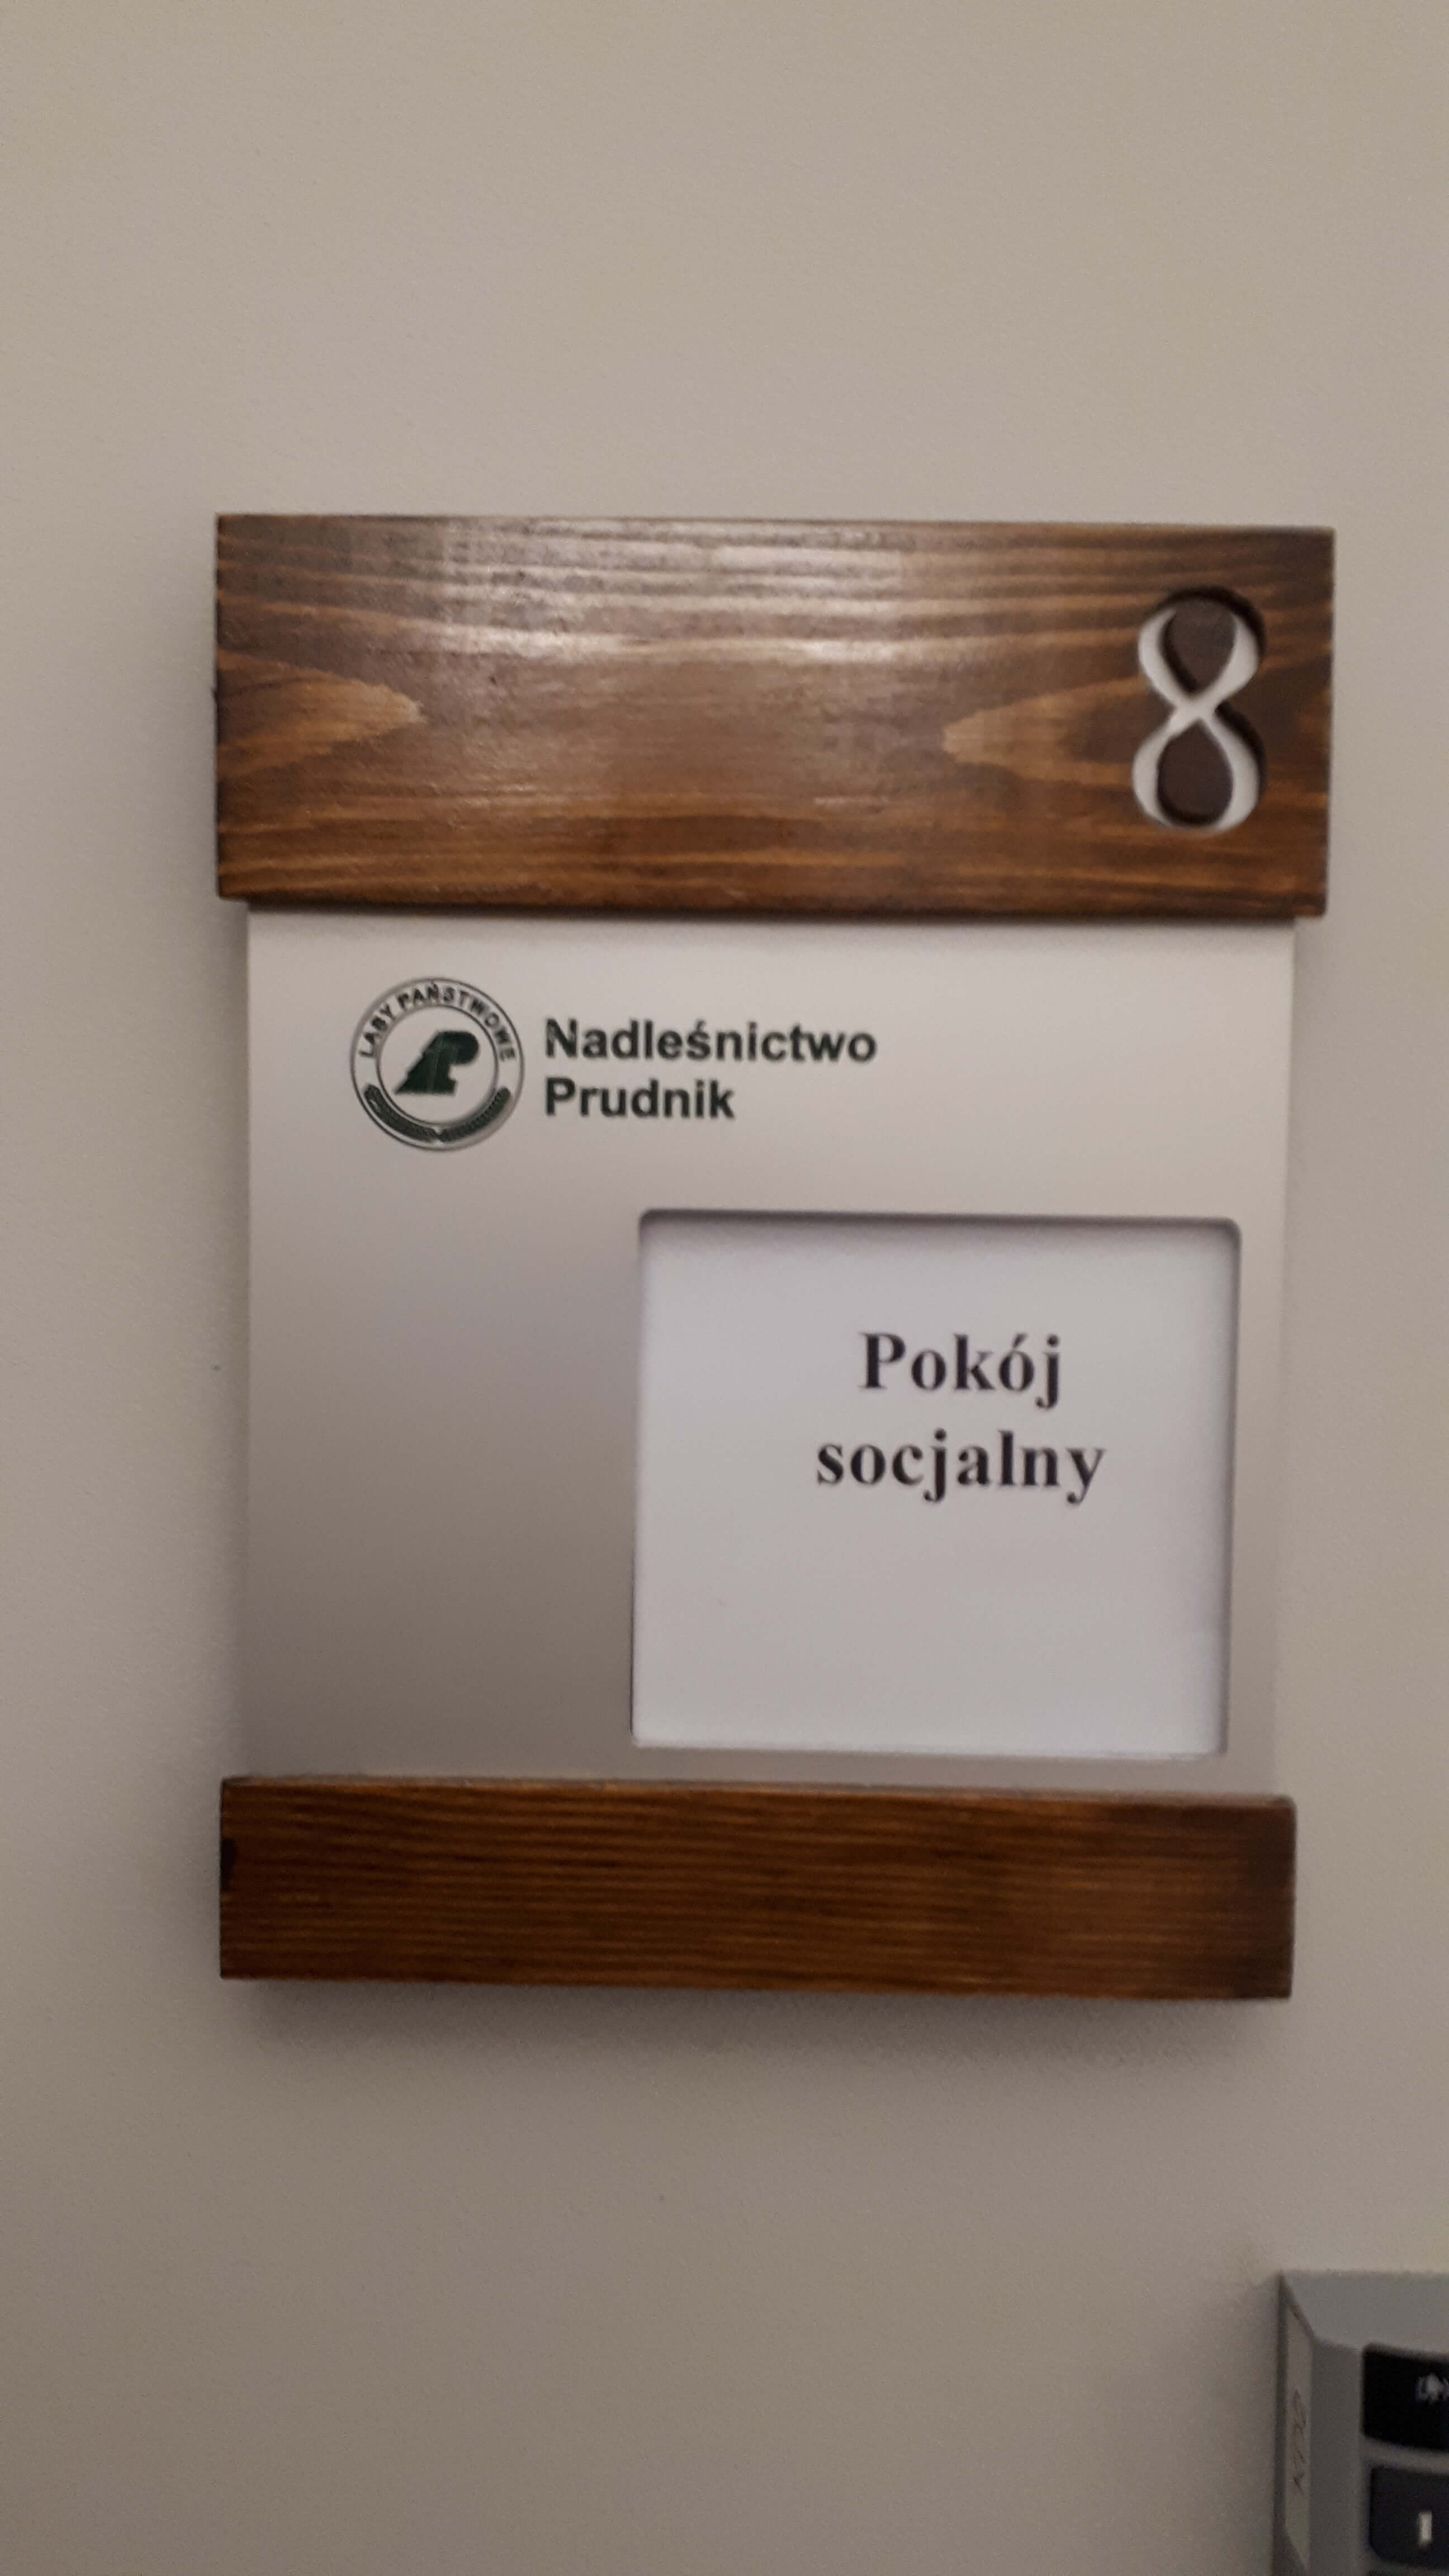 8
LASY PAŃSTWOWE
Nadleśnictwo
Prudnik
Pokój
socjalny